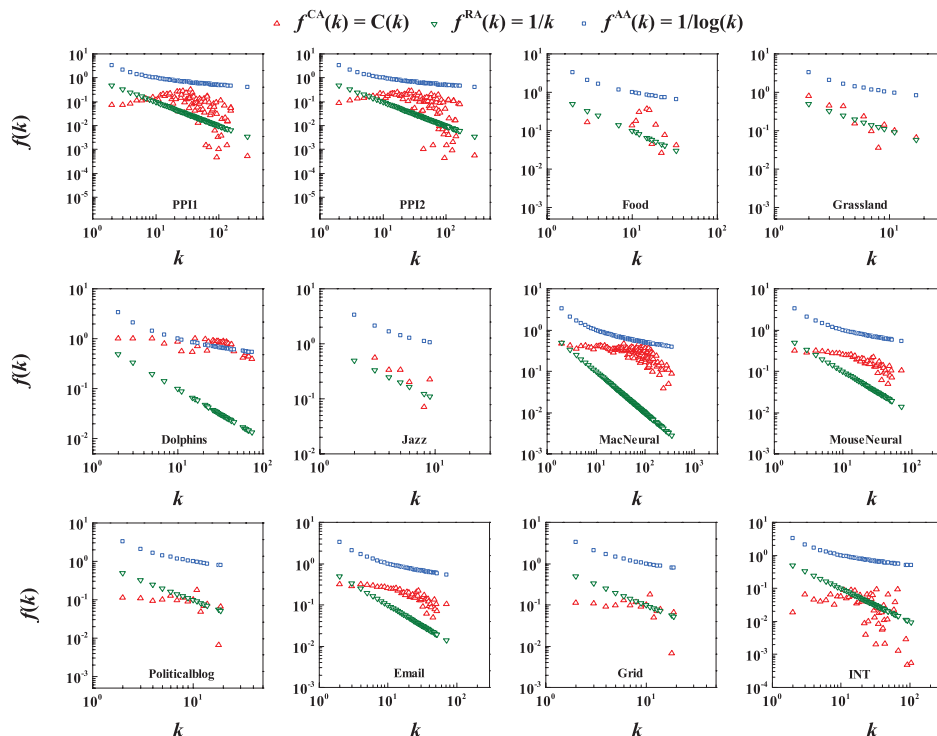 f^CA(k) = C(k) f^RA(k) = 1/k f^AA(k) = 1/log(k)
f(k)
10^1 10^0 10^-1 10^-2 10^-3 10^-4 10^-5
PPI1
10^0 10^1 10^2
k
10^1 10^0 10^-1 10^-2 10^-3 10^-4 10^-5
PPI2
10^0 10^1 10^2
k
10^1 10^0 10^-1 10^-2 10^-3
Food
10^0 10^1 10^2
k
10^1 10^0 10^-1 10^-2 10^-3
Grassland
10^0 10^1
k
f(k)
10^1 10^0 10^-1 10^-2
Dolphins
10^0 10^1 10^2
k
10^1 10^0 10^-1 10^-2
Jazz
10^0 10^1
k
10^1 10^0 10^-1 10^-2 10^-3
MacNeural
10^0 10^1 10^2 10^3
k
10^1 10^0 10^-1 10^-2 10^-3
MouseNeural
10^0 10^1 10^2
k
f(k)
10^1 10^0 10^-1 10^-2 10^-3
Politicalblog
10^0 10^1
k
10^1 10^0 10^-1 10^-2 10^-3
Email
10^0 10^1 10^2
k
10^1 10^0 10^-1 10^-2 10^-3
Grid
10^0 10^1
k
10^1 10^0 10^-1 10^-2 10^-3 10^-4
INT
10^0 10^1 10^2
k